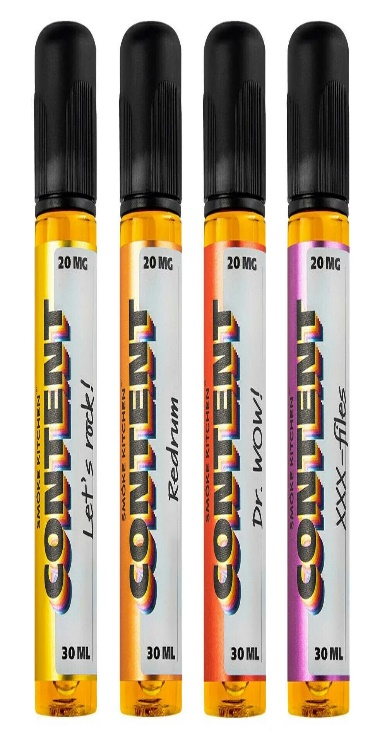 20 MG
SMOKE KITCHEN
CONTENT
Let's rock!
30 ML
20 MG
SMOKE KITCHEN
CONTENT
Redrum
30 ML
20 MG
SMOKE KITCHEN
CONTENT
Dr. WOW!
30 ML
20 MG
SMOKE KITCHEN
CONTENT
XXX-files
30 ML